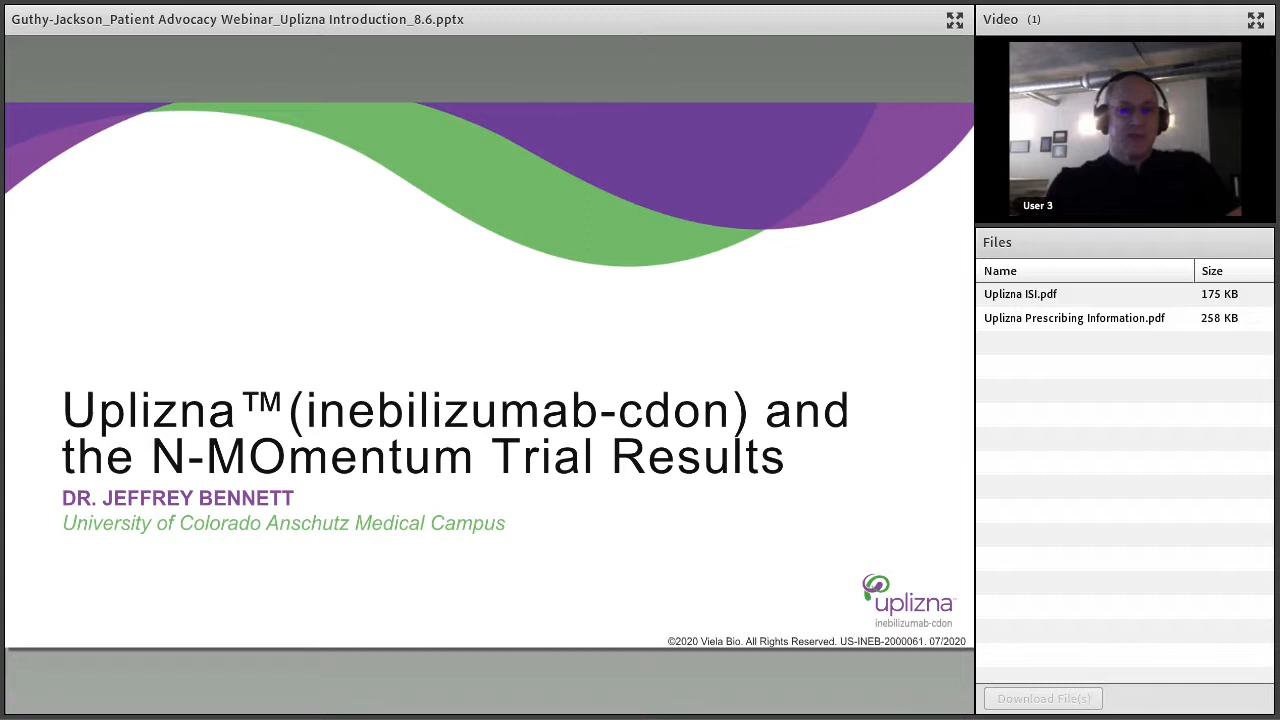 Guthy-Jackson_Patient Advocacy Webinar_Uplizna Introduction_8.6.pptx
Uplizna™(inebilizumab-cdon) and
the N-MOmentum Trial Results
DR. JEFFREY BENNETT
University of Colorado Anschutz Medical Campus
uplizna™
inebilizumab-cdon
©2020 Viela Bio. All Rights Reserved. US-INEB-2000061. 07/2020
Video (1)
User 3
Files
Name Size
Uplizna ISI.pdf 175 KB
Uplizna Prescribing Information.pdf 258 KB
Download File(s)